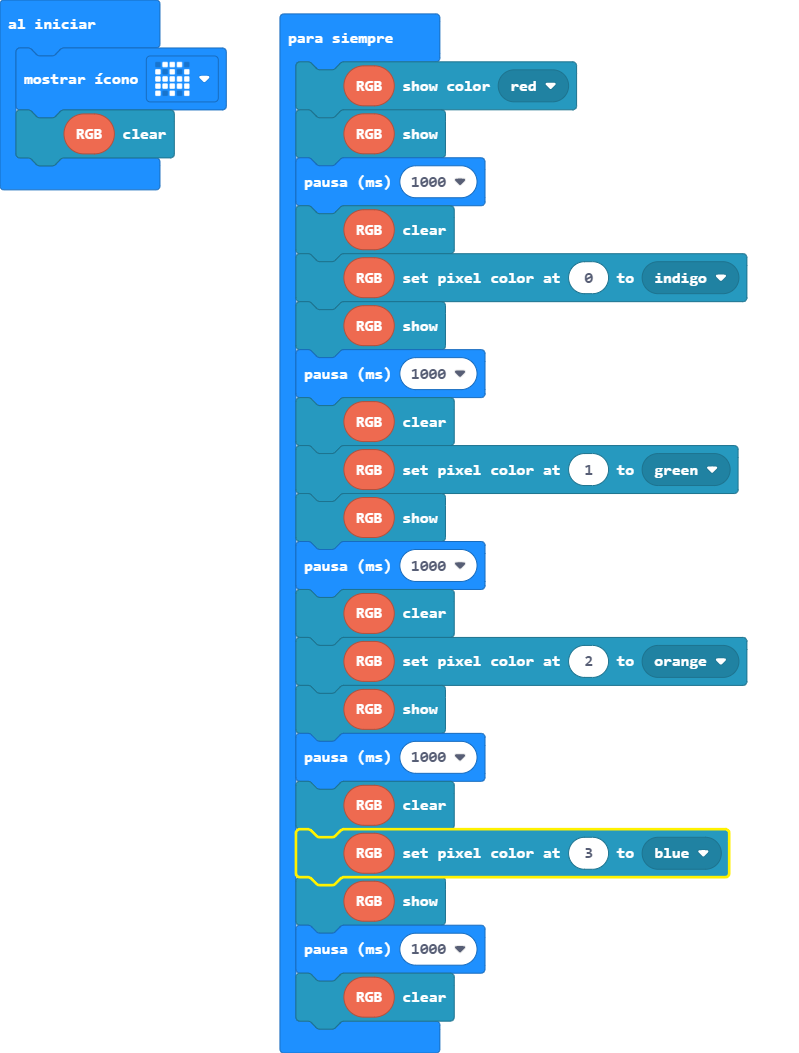 al iniciar
mostrar ícono
RGB clear
para siempre
RGB show color red
RGB show
pausa (ms) 1000
RGB clear
RGB set pixel color at 0 to indigo
RGB show
pausa (ms) 1000
RGB clear
RGB set pixel color at 1 to green
RGB show
pausa (ms) 1000
RGB clear
RGB set pixel color at 2 to orange
RGB show
pausa (ms) 1000
RGB clear
RGB set pixel color at 3 to blue
RGB show
pausa (ms) 1000
RGB clear